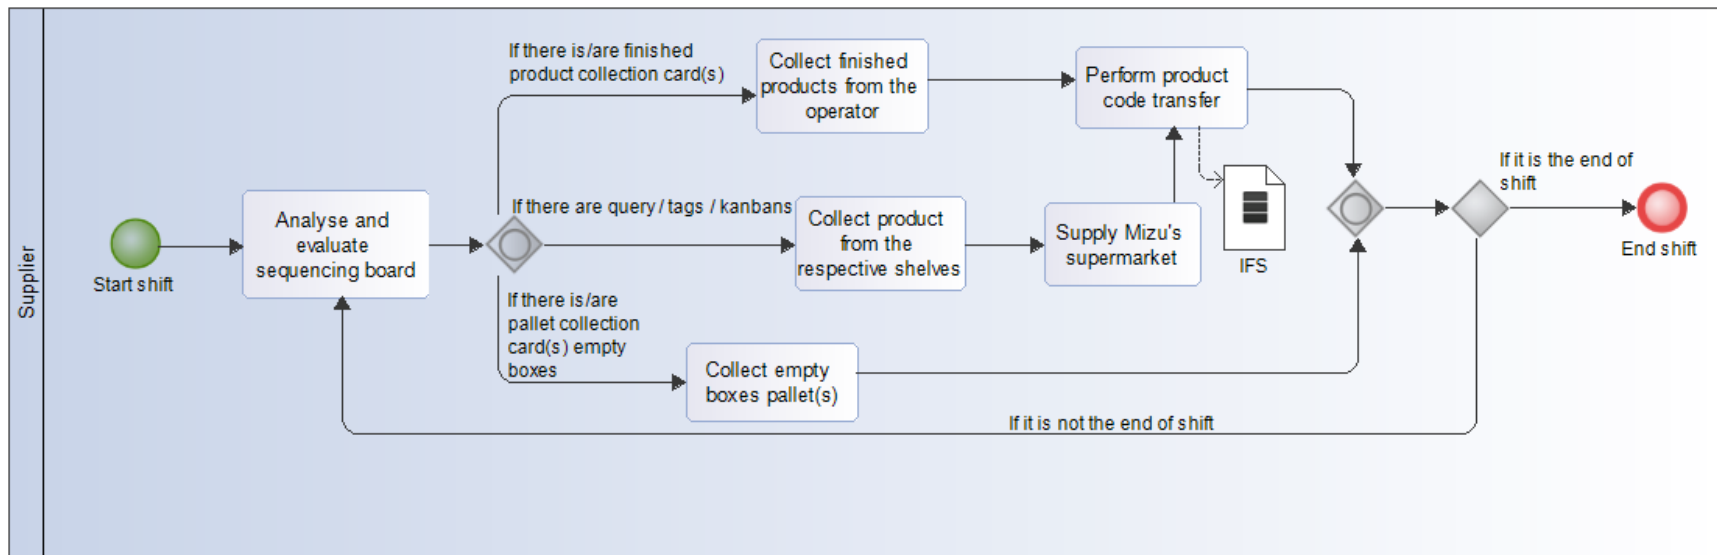 Supplier
Start shift
Analyse and
evaluate
sequencing board
If there is/are finished
product collection card(s)
Collect finished
products from the
operator
Perform product
code transfer
If there are query / tags / kanbans
Collect product
from the
respective shelves
Supply Mizu's
supermarket
IFS
If there is/are
pallet collection
card(s) empty
boxes
Collect empty
boxes pallet(s)
If it is the end of
shift
End shift
If it is not the end of shift